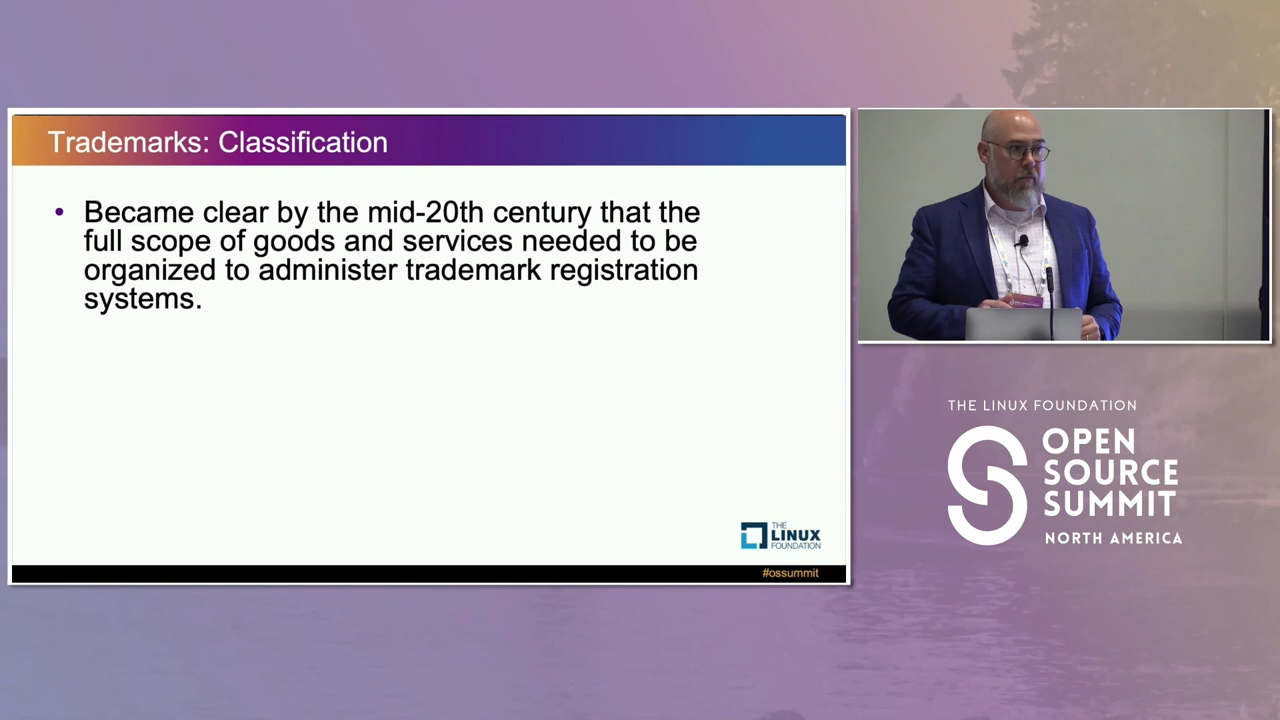 Trademarks: Classification
• Became clear by the mid-20th century that the
full scope of goods and services needed to be
organized to administer trademark registration
systems.
THE
LINUX
FOUNDATION
#ossummit
THE LINUX FOUNDATION
OPEN
SOURCE
SUMMIT
NORTH AMERICA